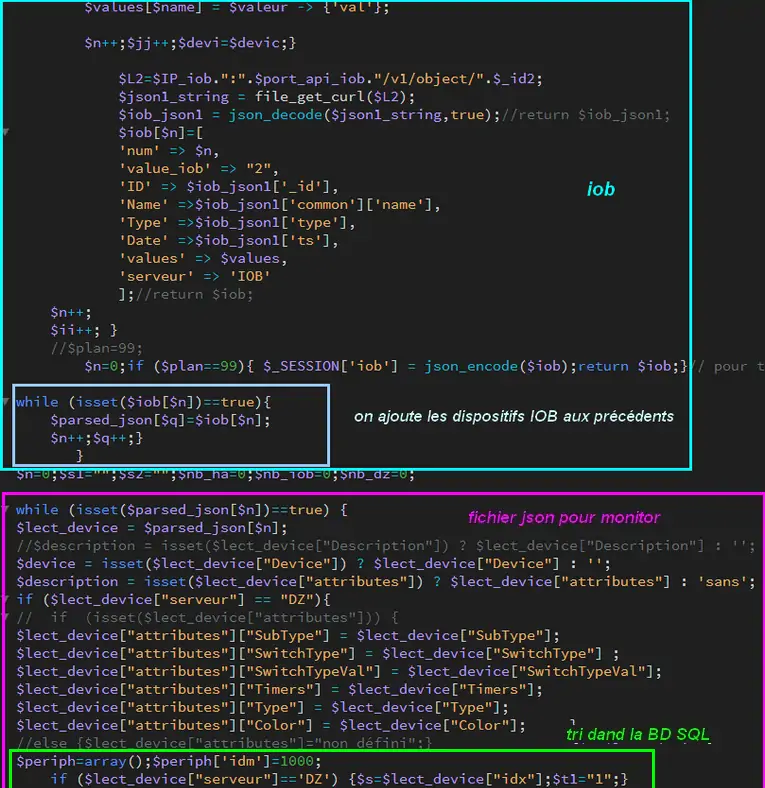 $values[$name] = $valeur -> {'val'};
$n++;$jj++;$devi=$devic;}
$L2=$IP_iob.":".$port_api_iob."/v1/object/".$_id2;
$json1_string = file_get_curl($L2);
$iob_json1 = json_decode($json1_string,true);//return $iob_json1;
$iob[$n]=[
'num' => $n,
'value_iob' => "2",
'ID' => $iob_json1['_id'],
iob
'Name' =>$iob_json1['common']['name'],
'Type' =>$iob_json1['type'],
'Date' =>$iob_json1['ts'],
'values' => $values,
'serveur' => 'IOB'
];//return $iob;
$n++;
$ii++; }
//$plan=99;
$n=0;if ($plan==99){ $_SESSION['iob'] = json_encode($iob);return $iob;}// pour t
while (isset($iob[$n])==true){
$parsed_json[$q]=$iob[$n];
on ajoute les dispositifs IOB aux précédents
$n++;$q++;}
}
$n=0;$s1="";$s2="";$nb_ha=0;$nb_iob=0;$nb_dz=0;
while (isset($parsed_json[$n])==true) {
fichier json pour monitor
$lect_device = $parsed_json[$n];
//$description = isset($lect_device["Description"]) ? $lect_device["Description"] : '';
$device = isset($lect_device["Device"]) ? $lect_device["Device"] : '';
$description = isset($lect_device["attributes"]) ? $lect_device["attributes"] : 'sans';
if ($lect_device["serveur"] == "DZ"){
// if (isset($lect_device["attributes"])) {
$lect_device["attributes"]["SubType"] = $lect_device["SubType"];
$lect_device["attributes"]["SwitchType"] = $lect_device["SwitchType"] ;
$lect_device["attributes"]["SwitchTypeVal"] = $lect_device["SwitchTypeVal"];
$lect_device["attributes"]["Timers"] = $lect_device["Timers"];
$lect_device["attributes"]["Type"] = $lect_device["Type"];
$lect_device["attributes"]["Color"] = $lect_device["Color"];
tri dand la BD SQL
//else {$lect_device["attributes"]="non défini";}
$periph=array();$periph['idm']=1000;
if ($lect_device["serveur"]=='DZ') {$s=$lect_device["idx"];$t1="1";}